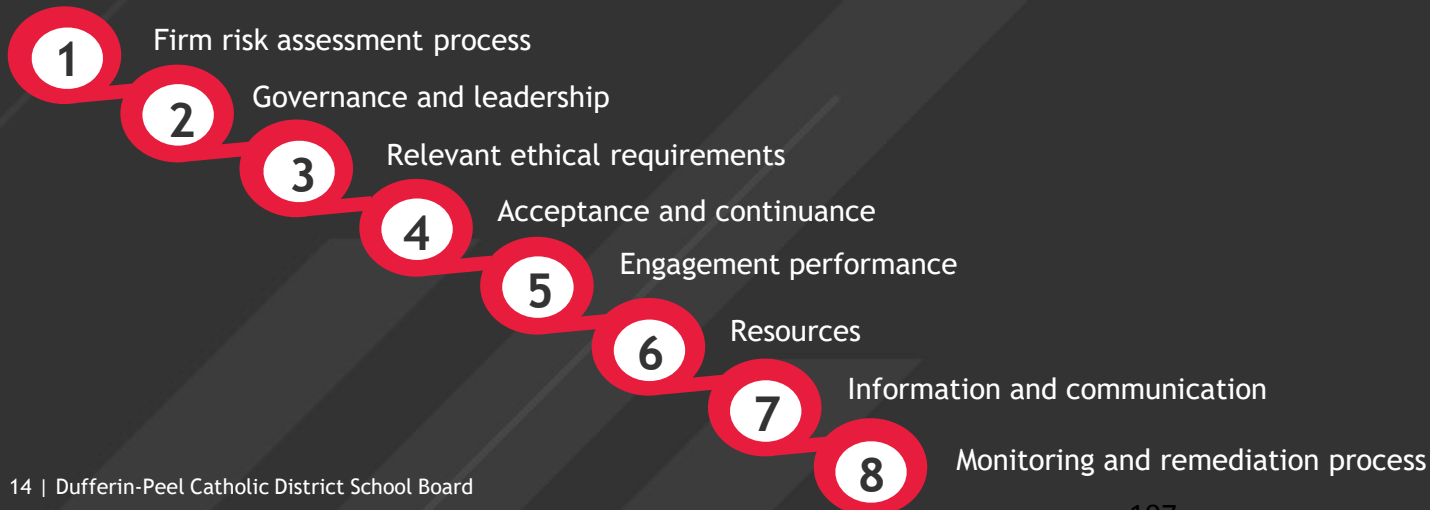 1 Firm risk assessment process
2 Governance and leadership
3 Relevant ethical requirements
4 Acceptance and continuance
5 Engagement performance
6 Resources
7 Information and communication
8 Monitoring and remediation process
14 | Dufferin-Peel Catholic District School Board